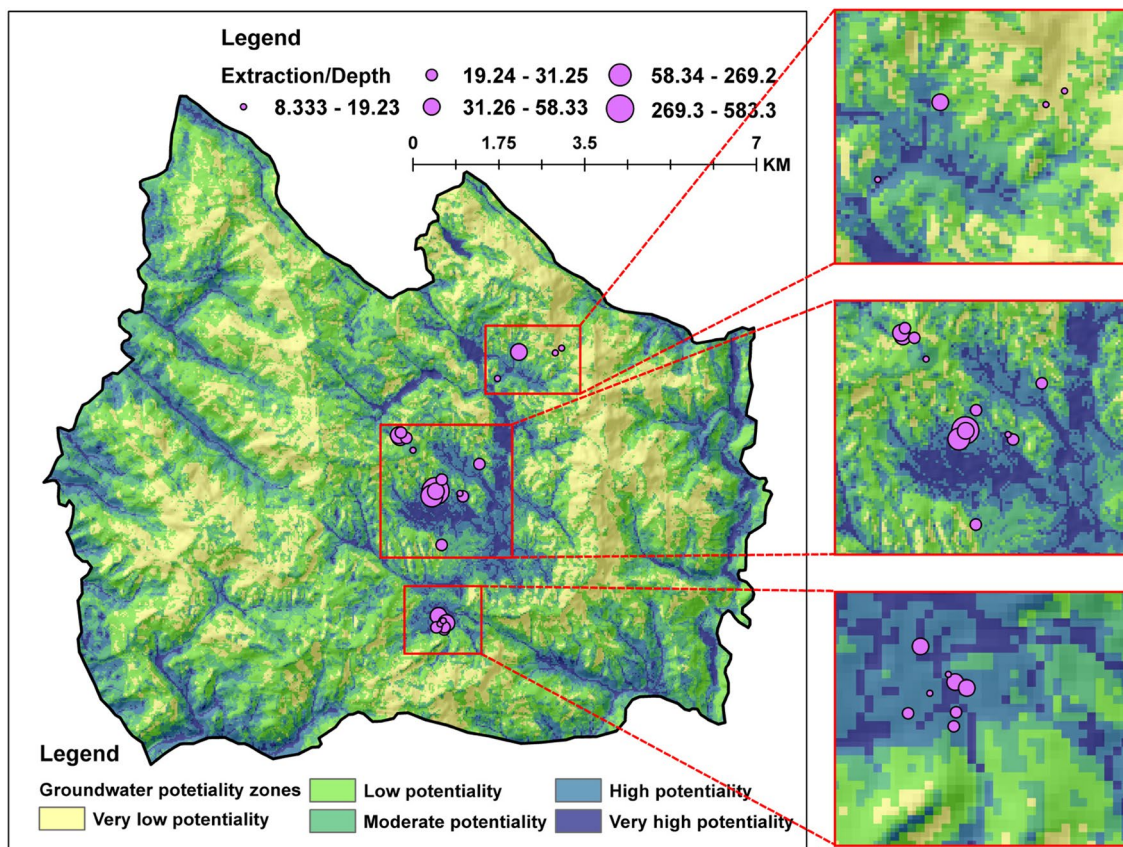 Legend
Extraction/Depth
8.333 - 19.23
19.24 - 31.25
31.26 - 58.33
58.34 - 269.2
269.3 - 583.3
0 1.75 3.5 7
KM
Legend
Groundwater potetiality zones
Very low potentiality
Low potentiality
Moderate potentiality
High potentiality
Very high potentiality